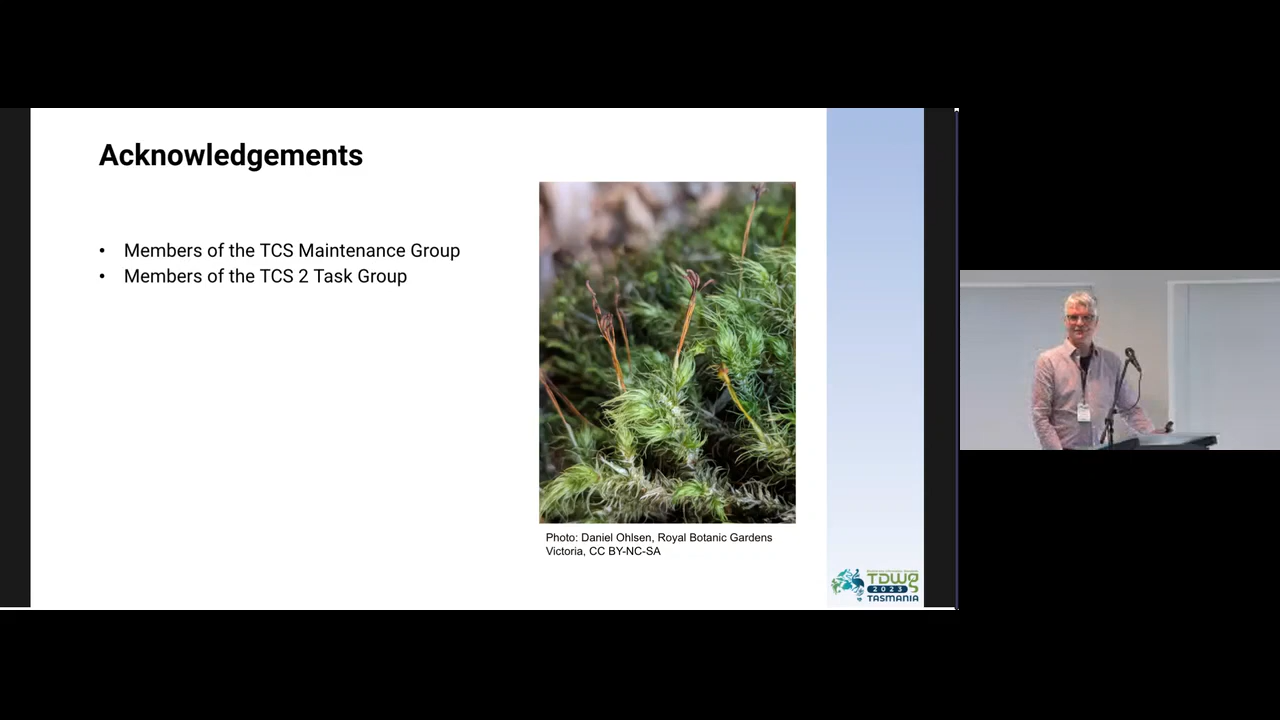 Acknowledgements
• Members of the TCS Maintenance Group
• Members of the TCS 2 Task Group
Photo: Daniel Ohlsen, Royal Botanic Gardens
Victoria, CC BY-NC-SA
TDWG
2023
TASMANIA